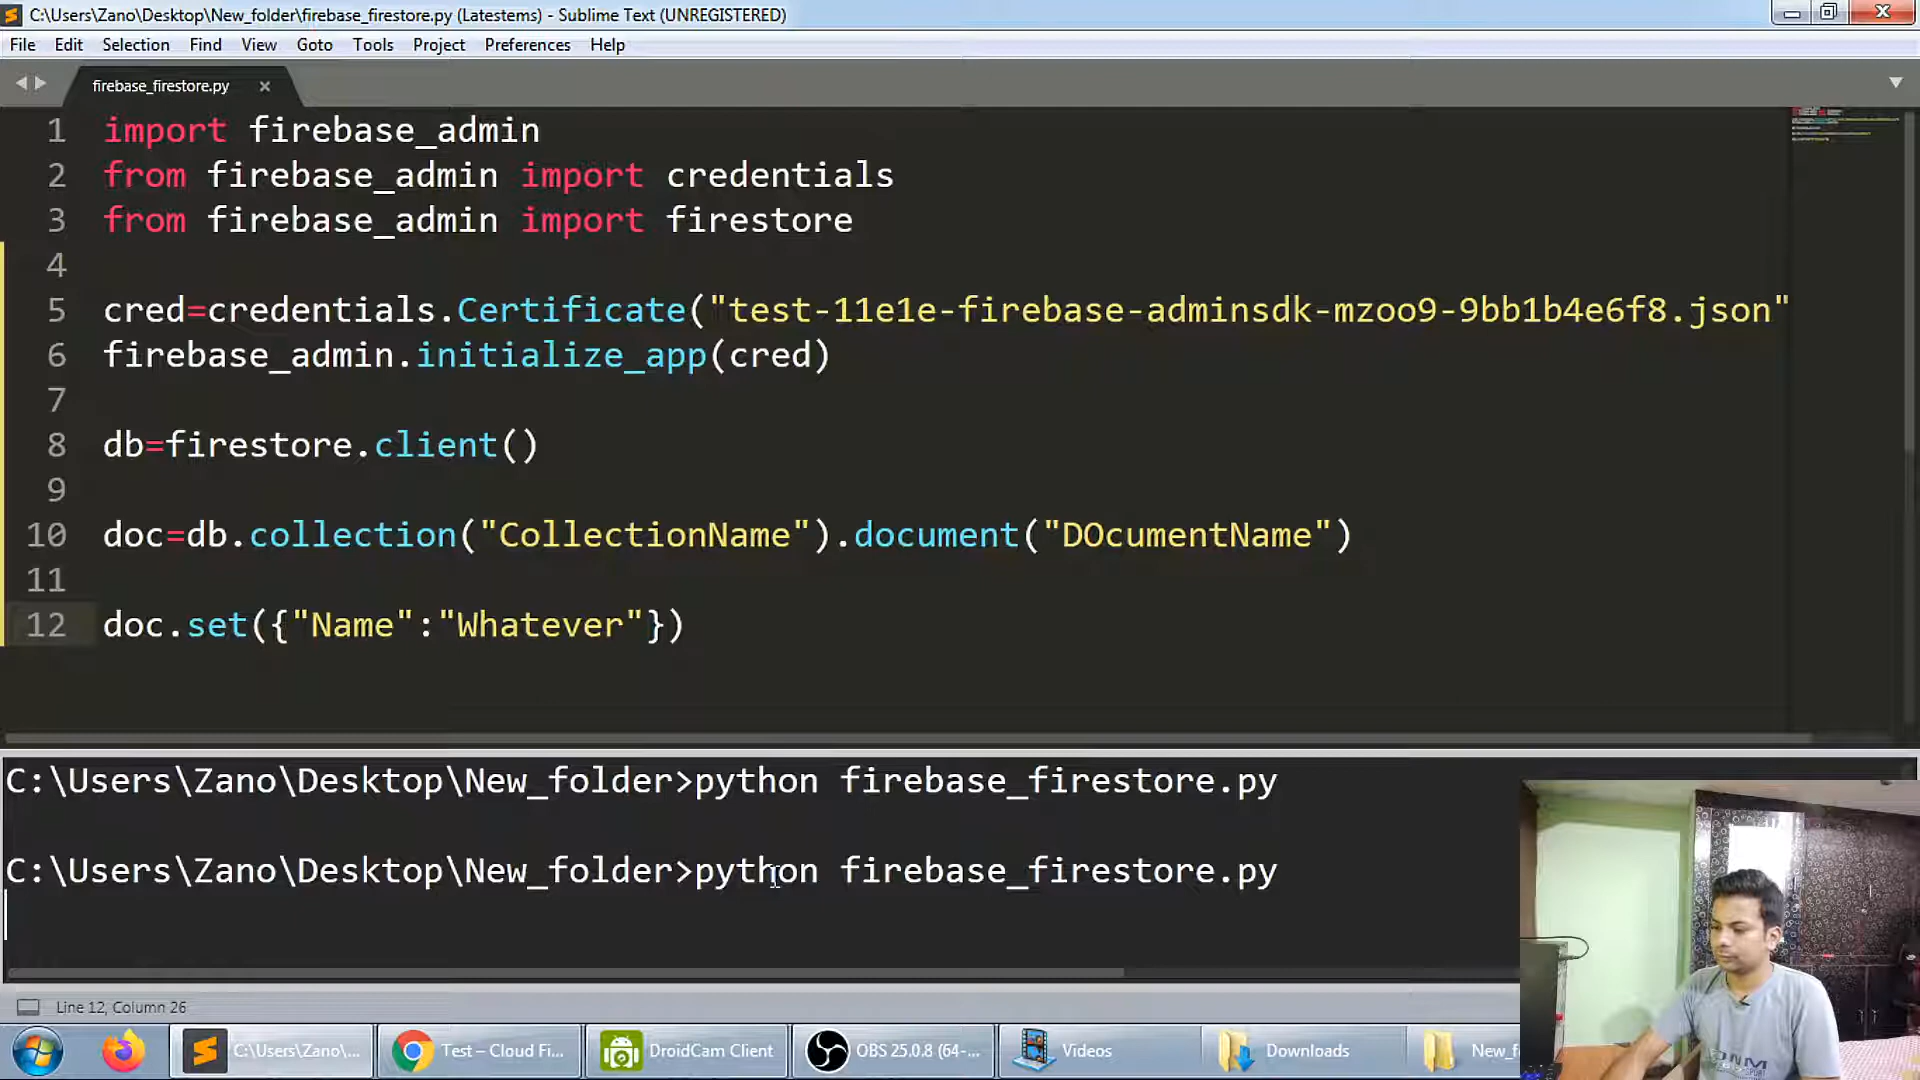 C:\Users\Zano\Desktop\New_folder\firebase_firestore.py (Latestems) - Sublime Text (UNREGISTERED)
File Edit Selection Find View Goto Tools Project Preferences Help
firebase_firestore.py
1 import firebase_admin
2 from firebase_admin import credentials
3 from firebase_admin import firestore
4
5 cred=credentials.Certificate("test-11e1e-firebase-adminsdk-mzoo9-9bb1b4e6f8.json"
6 firebase_admin.initialize_app(cred)
7
8 db=firestore.client()
9
10 doc=db.collection("CollectionName").document("DOcumentName")
11
12 doc.set({"Name":"Whatever"})
C:\Users\Zano\Desktop\New_folder>python firebase_firestore.py
C:\Users\Zano\Desktop\New_folder>python firebase_firestore.py
Line 12, Column 26
C:\Users\Zano\... Test – Cloud Fi... DroidCam Client OBS 25.0.8 (64-... Videos Downloads New_f